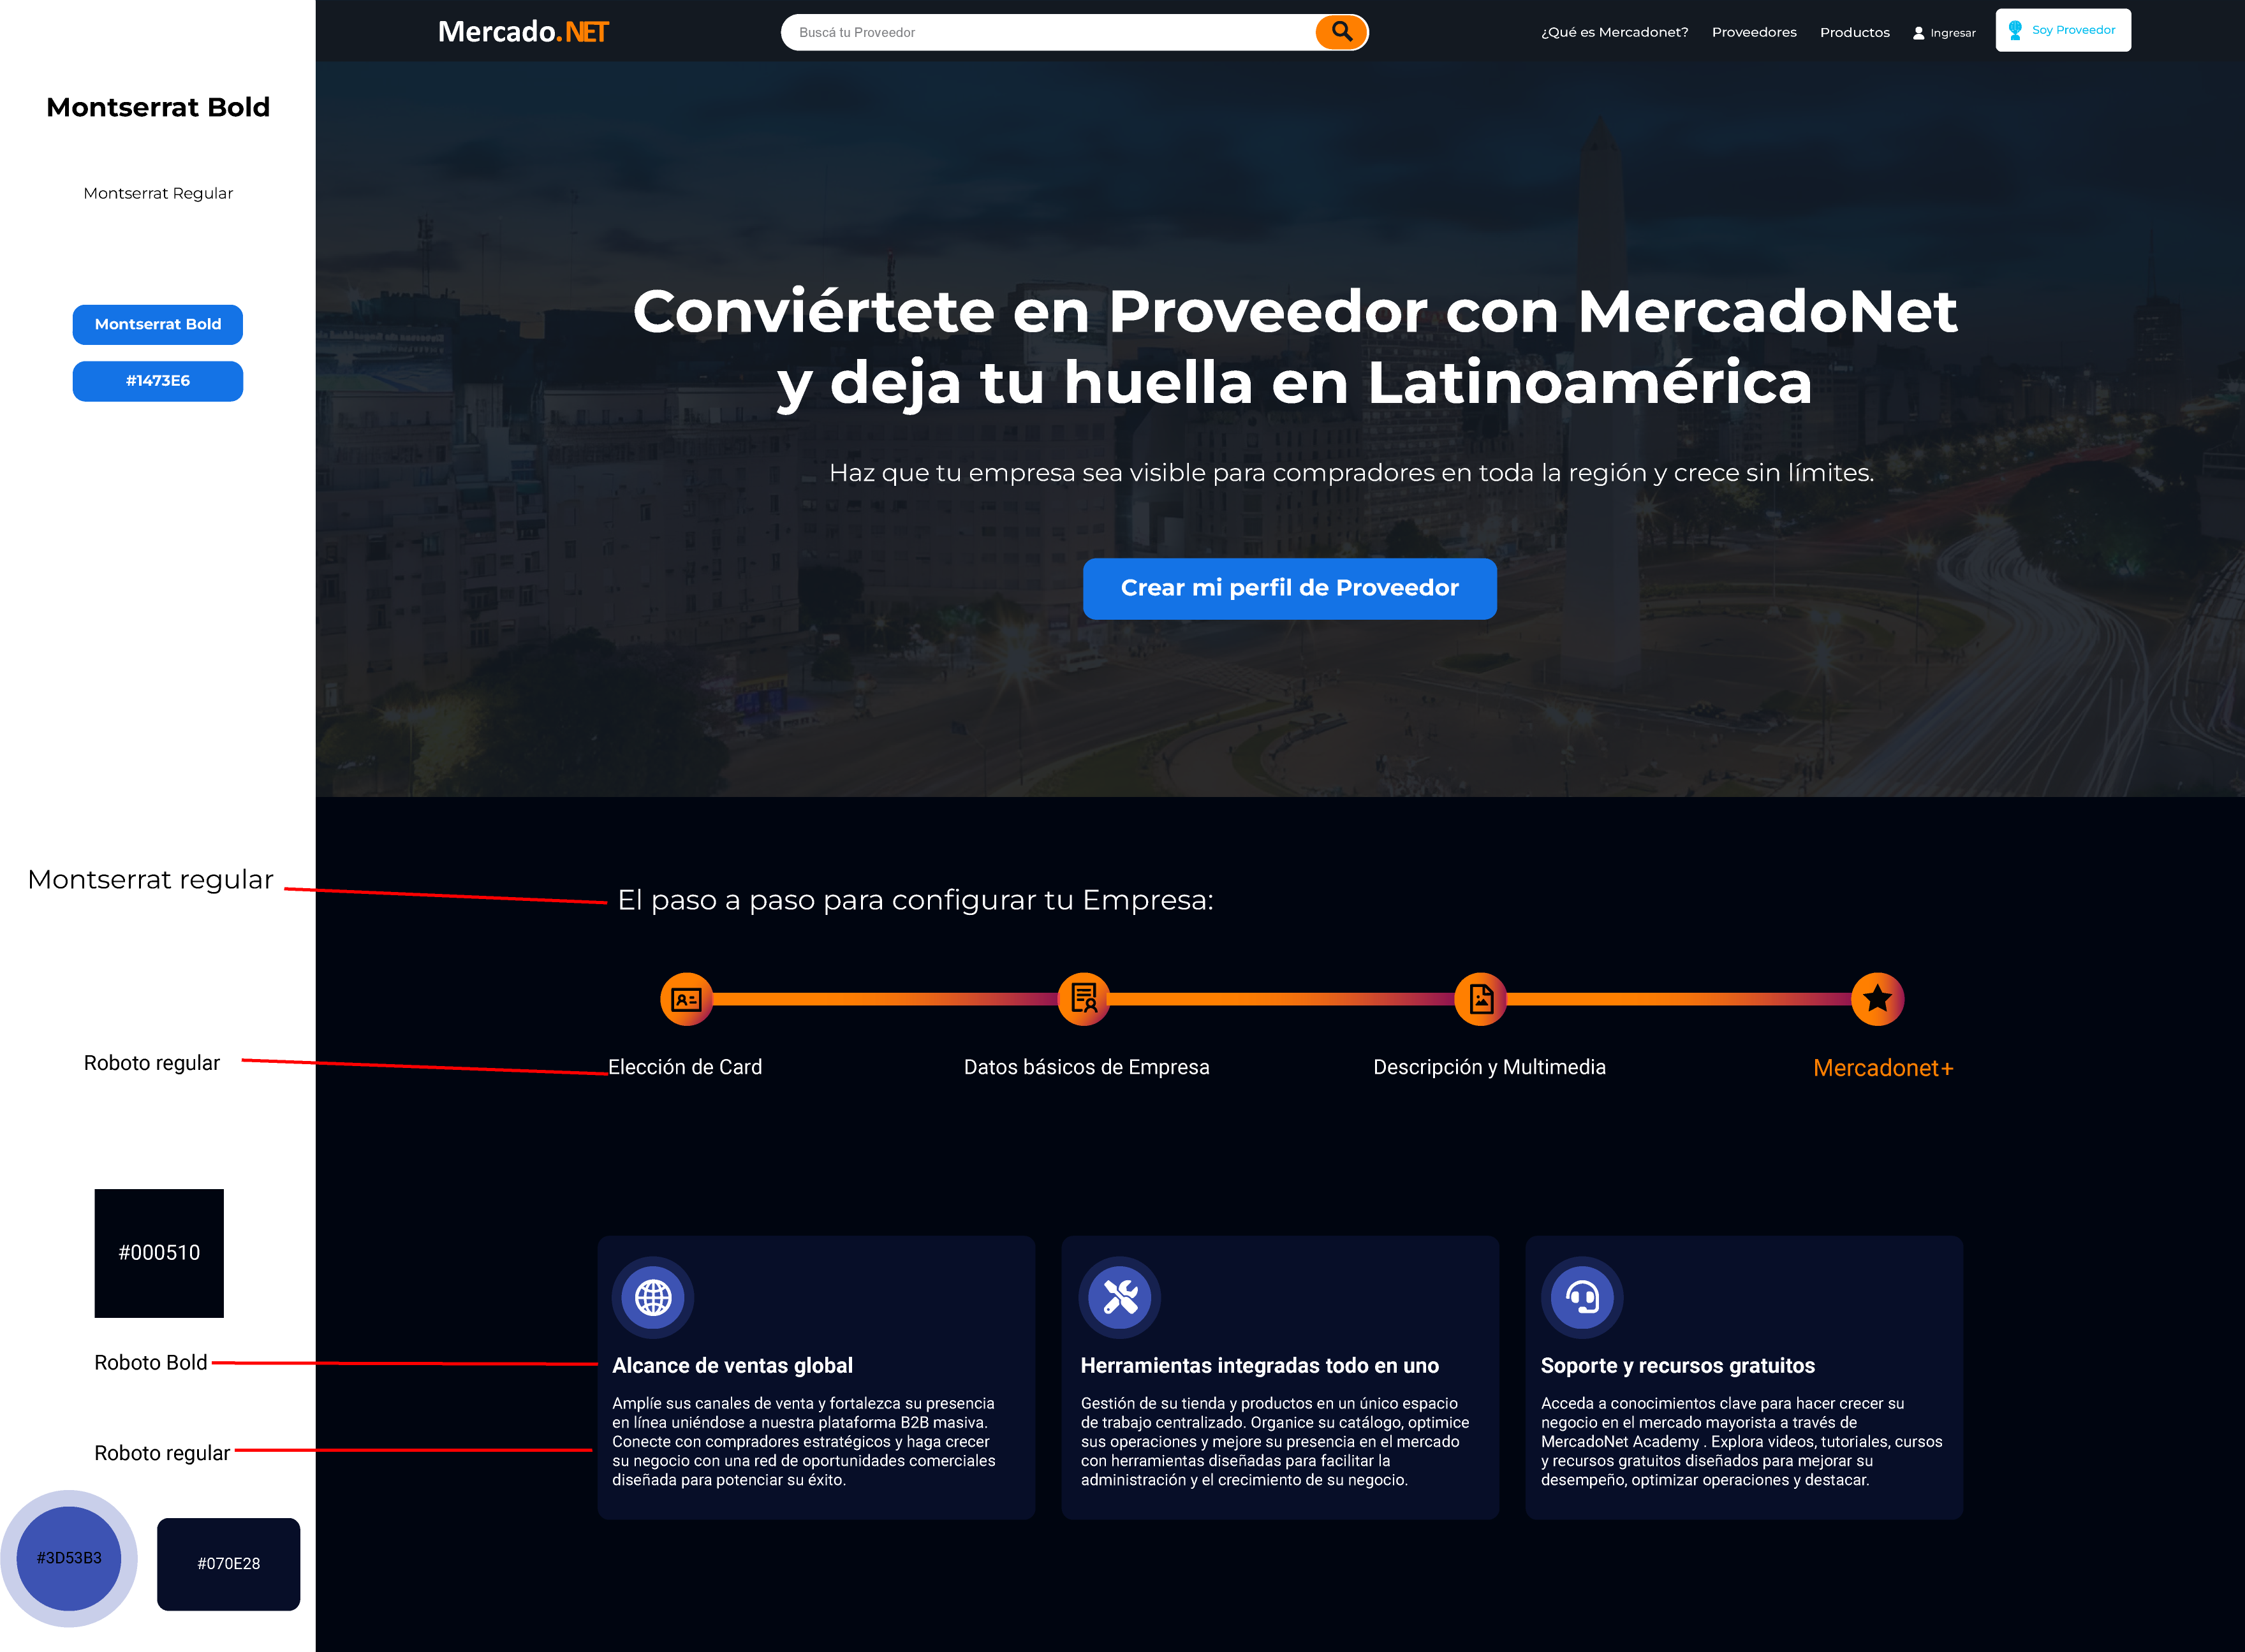 Mercado.NET
Buscá tu Proveedor
¿Qué es Mercadonet?
Proveedores
Productos
Ingresar
Soy Proveedor
Montserrat Bold
Montserrat Regular
Montserrat Bold
#1473E6
Conviértete en Proveedor con MercadoNet
y deja tu huella en Latinoamérica
Haz que tu empresa sea visible para compradores en toda la región y crece sin límites.
Crear mi perfil de Proveedor
Montserrat regular
El paso a paso para configurar tu Empresa:
Roboto regular
Elección de Card
Datos básicos de Empresa
Descripción y Multimedia
Mercadonet+
#000510
Roboto Bold
Roboto regular
#3D53B3
#070E28
Alcance de ventas global
Amplíe sus canales de venta y fortalezca su presencia
en línea uniéndose a nuestra plataforma B2B masiva.
Conecte con compradores estratégicos y haga crecer
su negocio con una red de oportunidades comerciales
diseñada para potenciar su éxito.
Herramientas integradas todo en uno
Gestión de su tienda y productos en un único espacio
de trabajo centralizado. Organice su catálogo, optimice
sus operaciones y mejore su presencia en el mercado
con herramientas diseñadas para facilitar la
administración y el crecimiento de su negocio.
Soporte y recursos gratuitos
Acceda a conocimientos clave para hacer crecer su
negocio en el mercado mayorista a través de
MercadoNet Academy . Explora videos, tutoriales, cursos
y recursos gratuitos diseñados para mejorar su
desempeño, optimizar operaciones y destacar.